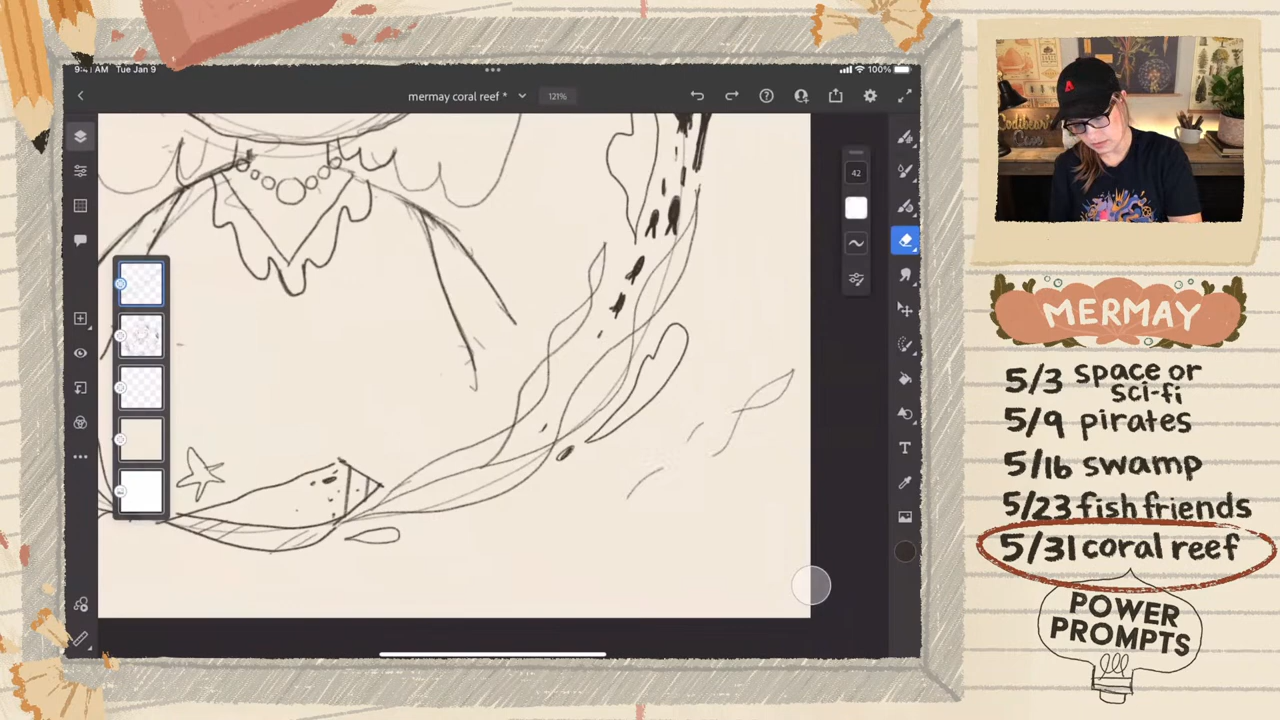 9:41 AM Tue Jan 9
100%
mermay coral reef *
121%
42
T
A
MERMAY
5/3 space or
sci-fi
5/9 pirates
5/16 swamp
5/23 fish friends
5/31 coral reef
POWER
PROMPTS